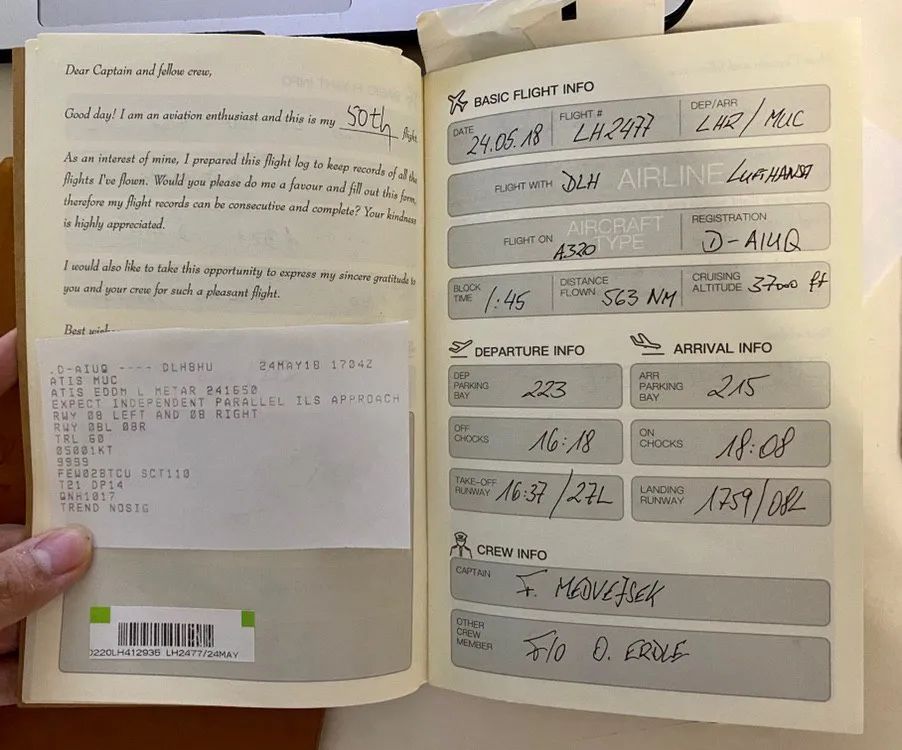 Dear Captain and fellow crew,
Good day! I am an aviation enthusiast and this is my 50th flight.
As an interest of mine, I prepared this flight log to keep records of all the
flights I've flown. Would you please do me a favour and fill out this form,
therefore my flight records can be consecutive and complete? Your kindness
is highly appreciated.
I would also like to take this opportunity to express my sincere gratitude to
you and your crew for such a pleasant flight.
Best
.D-AIUQ ---- DLH8HU 24MAY18 1704Z
ATIS MUC
ATIS EDDM L METAR 241650
EXPECT INDEPENDENT PARALLEL ILS APPROACH
RWY 08 LEFT AND 08 RIGHT
RWY 08L 08R
TRL 60
05001KT
9999
FEW028TCU SCT110
T21 DP14
QNH1017
TREND NOSIG
0220LH412935 LH2477/24MAY
BASIC FLIGHT INFO
DATE 24.05.18 FLIGHT # LH2477 DEP/ARR LHR / MUC
FLIGHT WITH DLH AIRLINE LUFTHANSA
FLIGHT ON A320 AIRCRAFT TYPE REGISTRATION D-AIUQ
BLOCK TIME 1:45 DISTANCE FLOWN 563 NM CRUISING ALTITUDE 37000 ft
DEPARTURE INFO
DEP PARKING BAY 223
OFF CHOCKS 16:18
TAKE-OFF RUNWAY 16:37 / 27L
ARRIVAL INFO
ARR PARKING BAY 215
ON CHOCKS 18:08
LANDING RUNWAY 1759 / 08L
CREW INFO
CAPTAIN F. MEDVEJSEK
OTHER CREW MEMBER F/O O. ERDLE